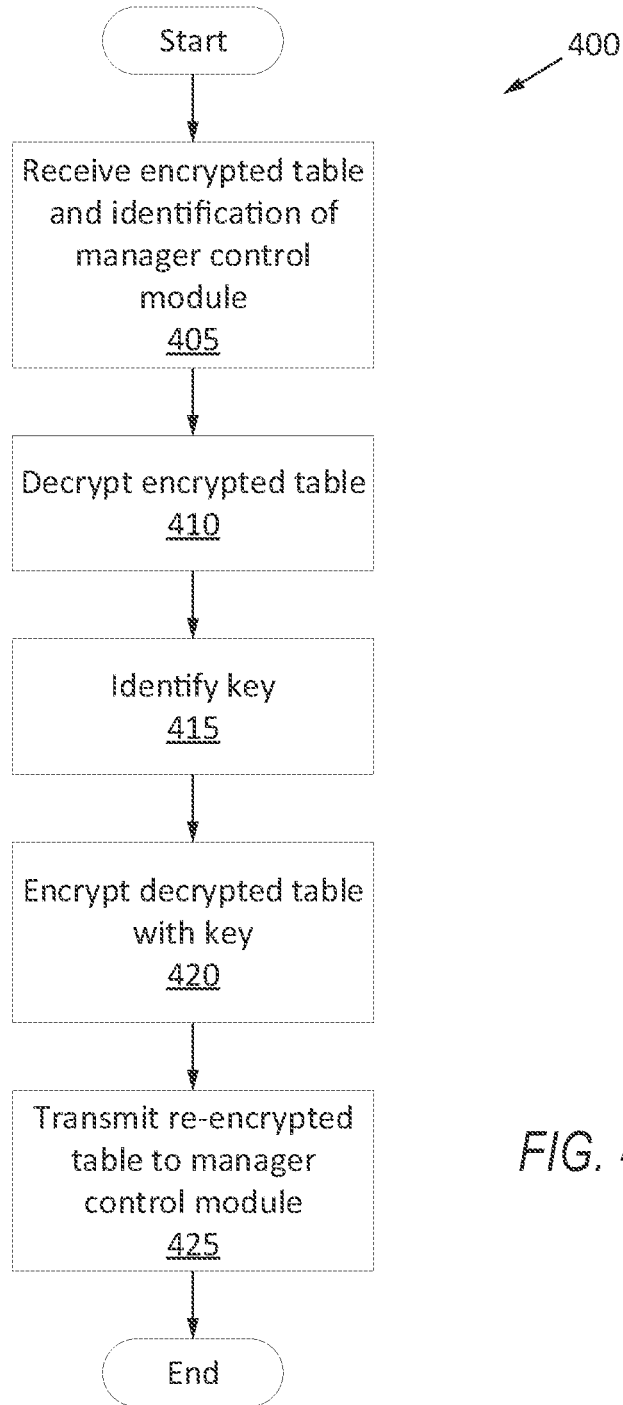 Start
400
Receive encrypted table
and identification of
manager control
module
405
Decrypt encrypted table
410
Identify key
415
Encrypt decrypted table
with key
420
Transmit re-encrypted
table to manager
control module
425
FIG.
End